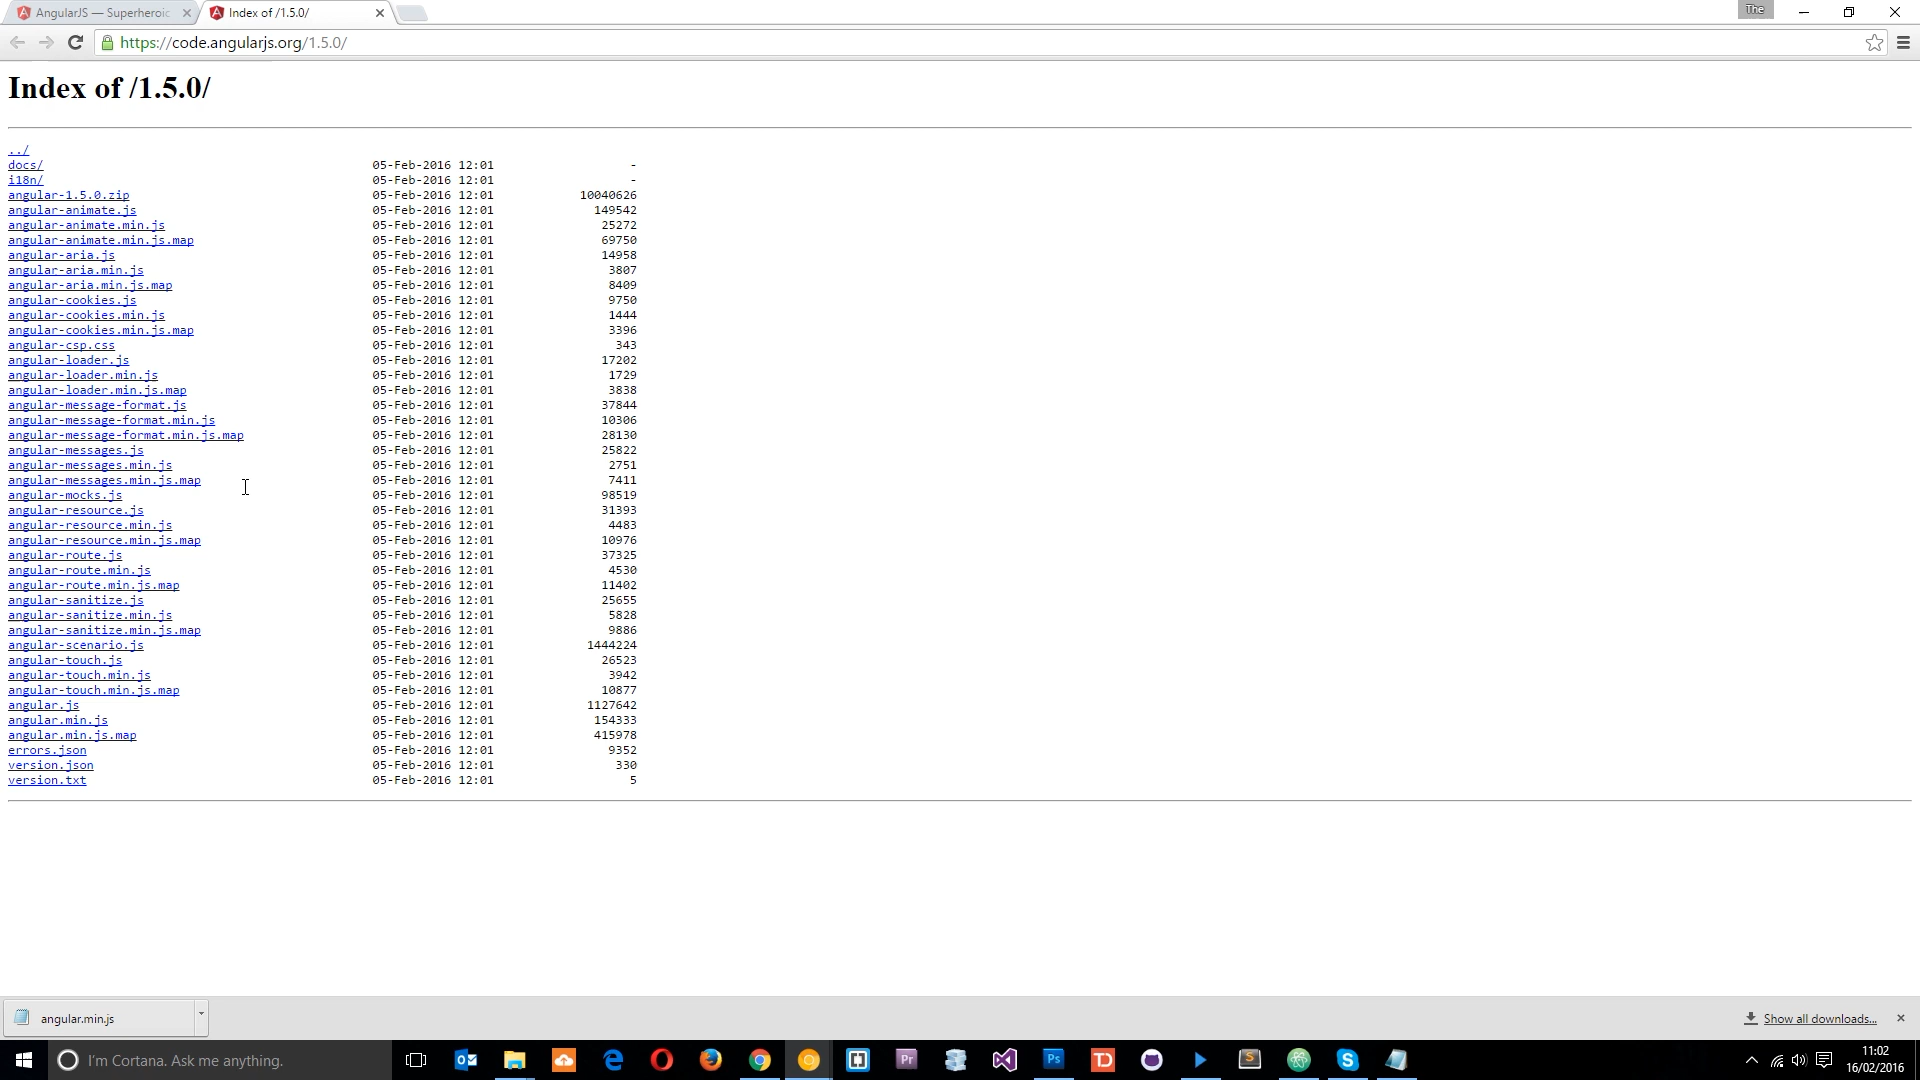 AngularJS — Superheroic
Index of /1.5.0/
The
https://code.angularjs.org/1.5.0/
Index of /1.5.0/
../
docs/ 05-Feb-2016 12:01 -
i18n/ 05-Feb-2016 12:01 -
angular-1.5.0.zip 05-Feb-2016 12:01 10040626
angular-animate.js 05-Feb-2016 12:01 149542
angular-animate.min.js 05-Feb-2016 12:01 25272
angular-animate.min.js.map 05-Feb-2016 12:01 69750
angular-aria.js 05-Feb-2016 12:01 14958
angular-aria.min.js 05-Feb-2016 12:01 3807
angular-aria.min.js.map 05-Feb-2016 12:01 8409
angular-cookies.js 05-Feb-2016 12:01 9750
angular-cookies.min.js 05-Feb-2016 12:01 1444
angular-cookies.min.js.map 05-Feb-2016 12:01 3396
angular-csp.css 05-Feb-2016 12:01 343
angular-loader.js 05-Feb-2016 12:01 17202
angular-loader.min.js 05-Feb-2016 12:01 1729
angular-loader.min.js.map 05-Feb-2016 12:01 3838
angular-message-format.js 05-Feb-2016 12:01 37844
angular-message-format.min.js 05-Feb-2016 12:01 10306
angular-message-format.min.js.map 05-Feb-2016 12:01 28130
angular-messages.js 05-Feb-2016 12:01 25822
angular-messages.min.js 05-Feb-2016 12:01 2751
angular-messages.min.js.map 05-Feb-2016 12:01 7411
angular-mocks.js 05-Feb-2016 12:01 98519
angular-resource.js 05-Feb-2016 12:01 31393
angular-resource.min.js 05-Feb-2016 12:01 4483
angular-resource.min.js.map 05-Feb-2016 12:01 10976
angular-route.js 05-Feb-2016 12:01 37325
angular-route.min.js 05-Feb-2016 12:01 4530
angular-route.min.js.map 05-Feb-2016 12:01 11402
angular-sanitize.js 05-Feb-2016 12:01 25655
angular-sanitize.min.js 05-Feb-2016 12:01 5828
angular-sanitize.min.js.map 05-Feb-2016 12:01 9886
angular-scenario.js 05-Feb-2016 12:01 1444224
angular-touch.js 05-Feb-2016 12:01 26523
angular-touch.min.js 05-Feb-2016 12:01 3942
angular-touch.min.js.map 05-Feb-2016 12:01 10877
angular.js 05-Feb-2016 12:01 1127642
angular.min.js 05-Feb-2016 12:01 154333
angular.min.js.map 05-Feb-2016 12:01 415978
errors.json 05-Feb-2016 12:01 9352
version.json 05-Feb-2016 12:01 330
version.txt 05-Feb-2016 12:01 5
angular.min.js
Show all downloads...
I'm Cortana. Ask me anything.
Pr
Ps
TD
S
11:02
16/02/2016